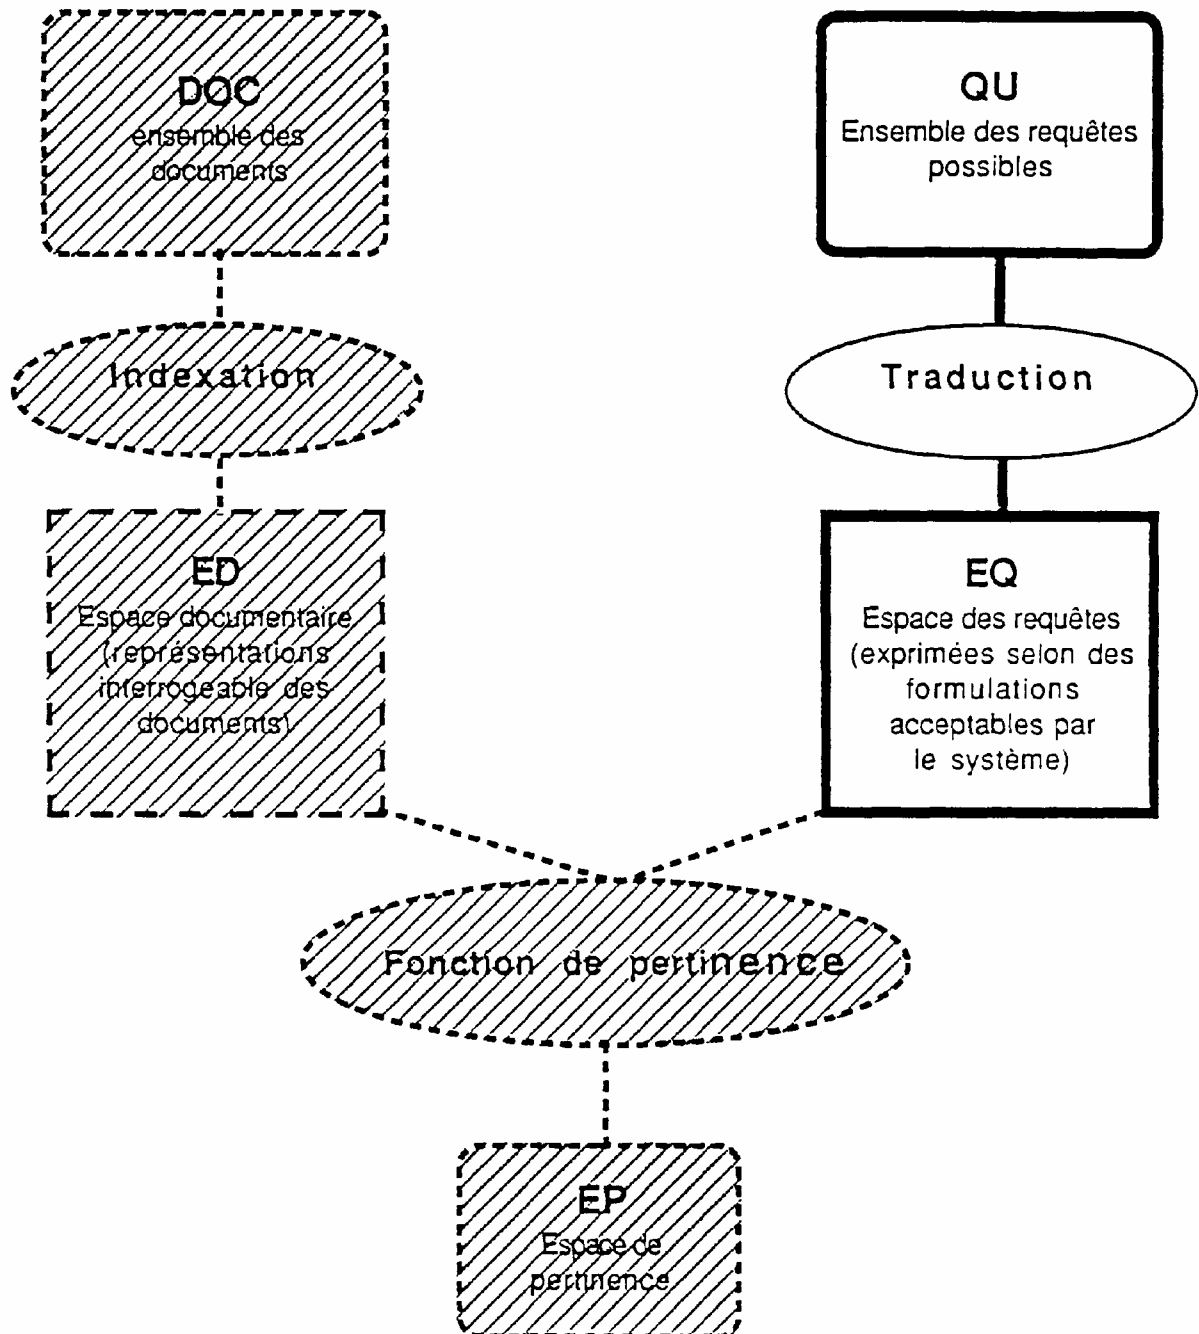 DOC
ensemble des
documents
QU
Ensemble des requêtes
possibles
Indexation
Traduction
ED
Espace documentaire
(représentations
interrogeable des
documents)
EQ
Espace des requêtes
(exprimées selon des
formulations
acceptables par
le système)
Fonction de pertinence
EP
Espace de
pertinence